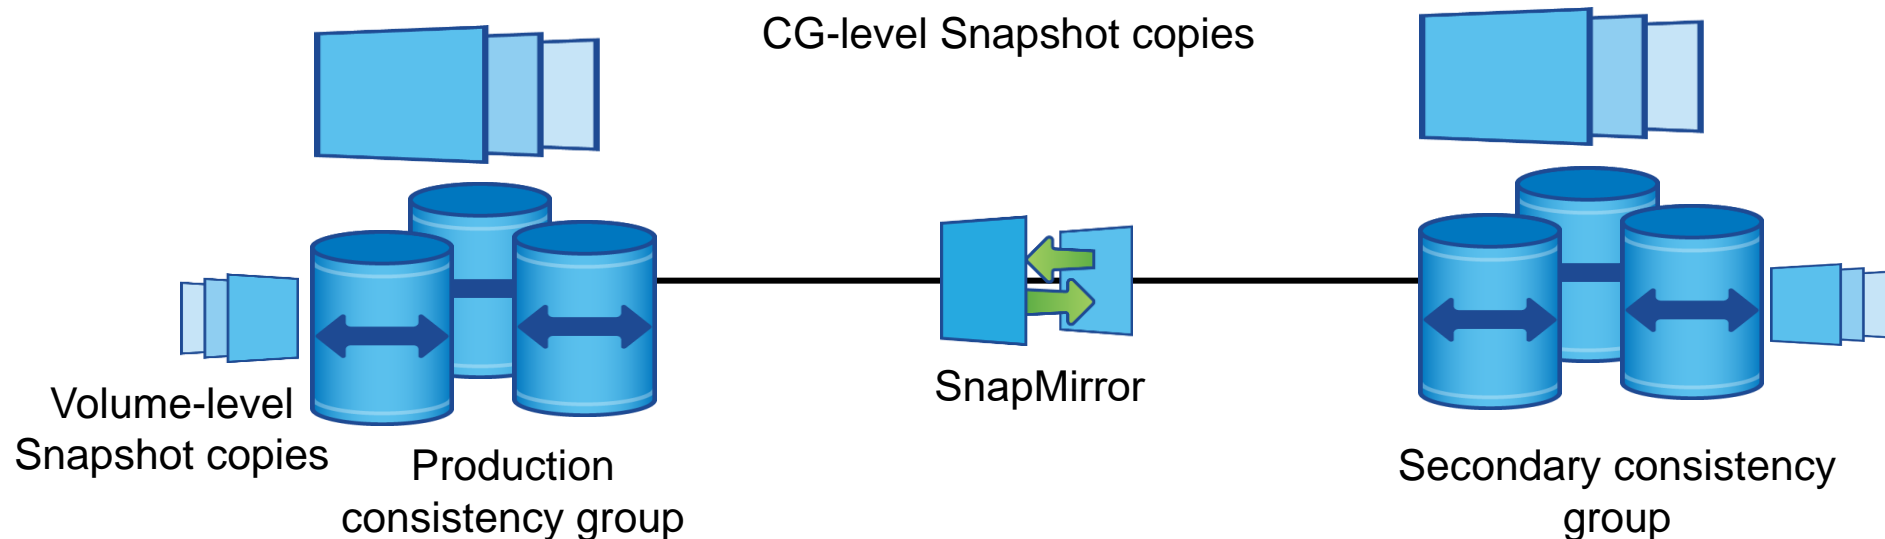 CG-level Snapshot copies
Volume-level
Snapshot copies
Production
consistency group
SnapMirror
Secondary consistency
group